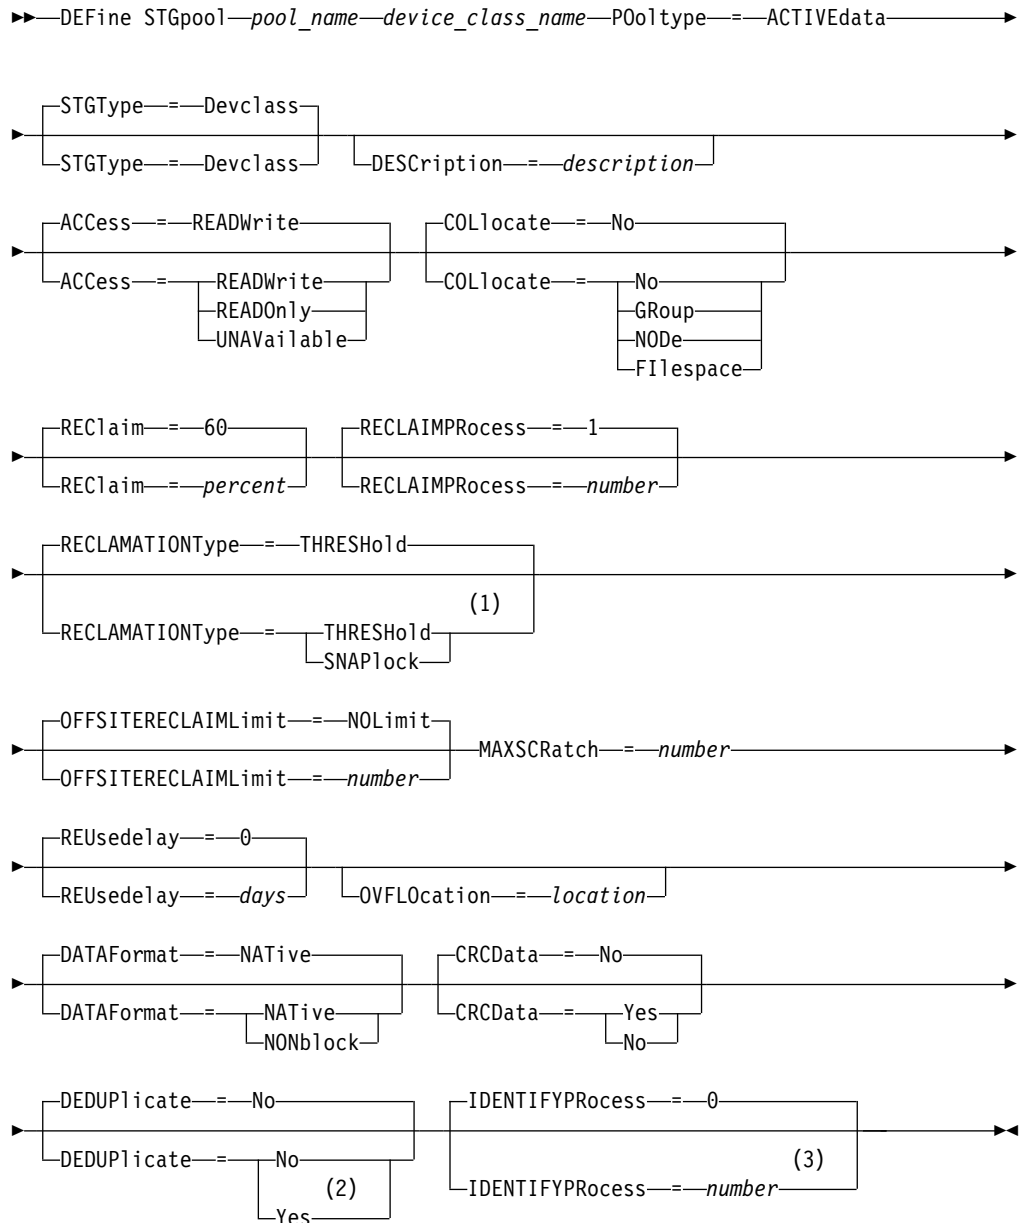 DEFine STGpool pool_name device_class_name POoltype = ACTIVEdata
STGType = Devclass
STGType = Devclass DESCription = description
ACCess = READWrite COLlocate = No
ACCess = READWrite COLlocate = No
READOnly GRoup
UNAVailable NODe
FIlespace
REClaim = 60 RECLAIMPRocess = 1
REClaim = percent RECLAIMPRocess = number
RECLAMATIONType = THRESHold
(1)
RECLAMATIONType = THRESHold
SNAPlock
OFFSITERECLAIMLimit = NOLimit
MAXSCRatch = number
OFFSITERECLAIMLimit = number
REUsedelay = 0
REUsedelay = days OVFLOcation = location
DATAFormat = NATive CRCData = No
DATAFormat = NATive CRCData = Yes
NONblock No
DEDUPlicate = No IDENTIFYPRocess = 0
DEDUPlicate = No (3)
(2) IDENTIFYPRocess = number
Yes